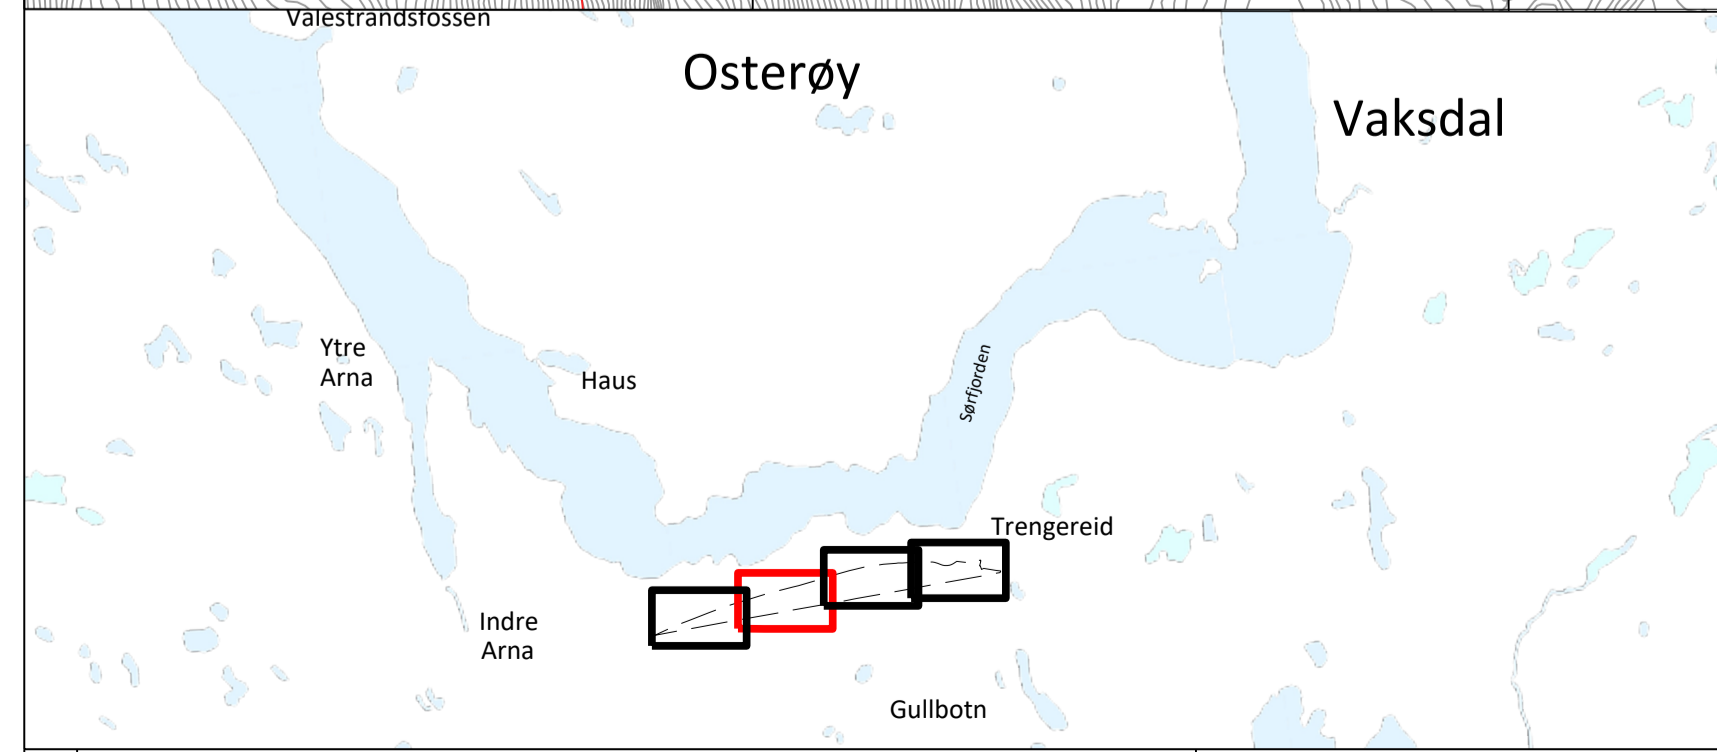 Valestrandsfossen
Osterøy
Vaksdal
Ytre
Arna
Haus
Sørfjorden
Trengereid
Indre
Arna
Gullbotn